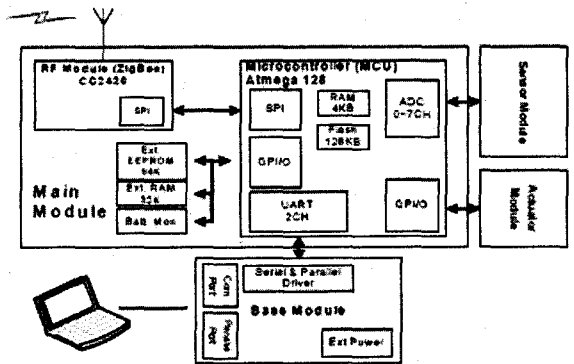 RF Module (ZigBee)
CC2420
SPI
Microcontroller (MCU)
Atmega 128
SPI
RAM
4KB
Flash
128KB
ADC
0~7CH
GPI/O
UART
2CH
GPI/O
Ext.
EEPROM
64K
Ext. RAM
32K
Batt. Mon.
Main
Module
Sensor Module
Actuator
Module
Serial & Parallel
Driver
Com
Port
Base Module
Port
Ext Power